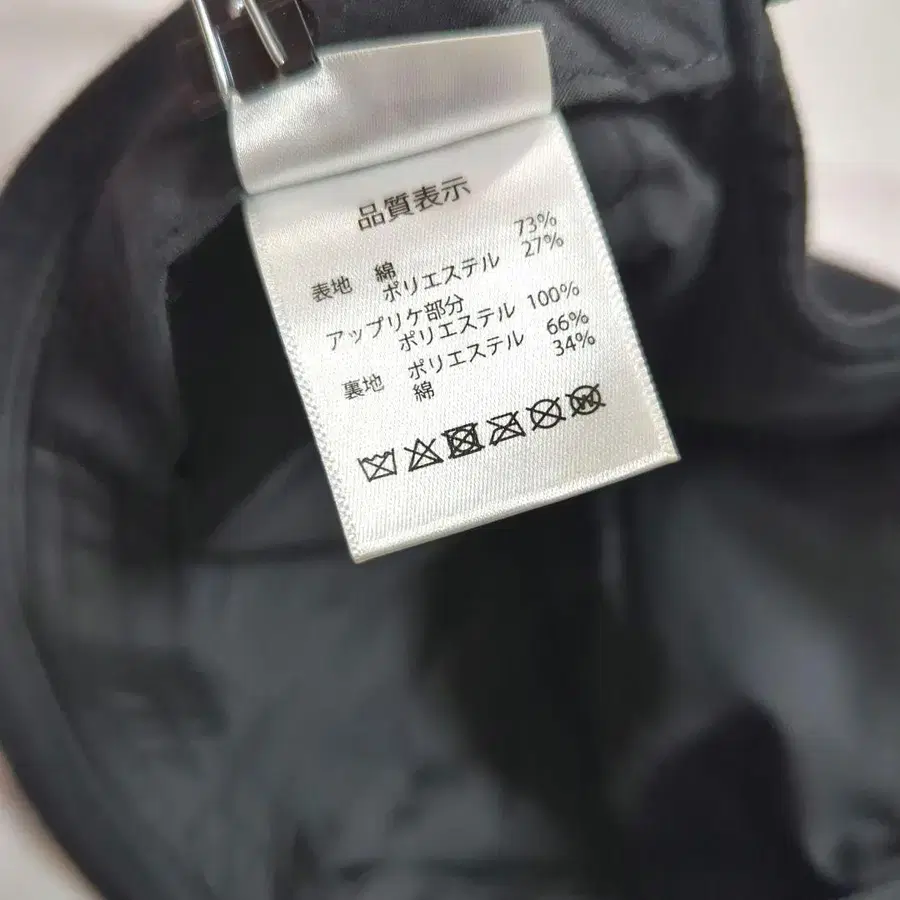 品質表示
表地 綿 73%
ポリエステル 27%
アップリケ部分
ポリエステル 100%
裏地 ポリエステル 66%
綿 34%
W